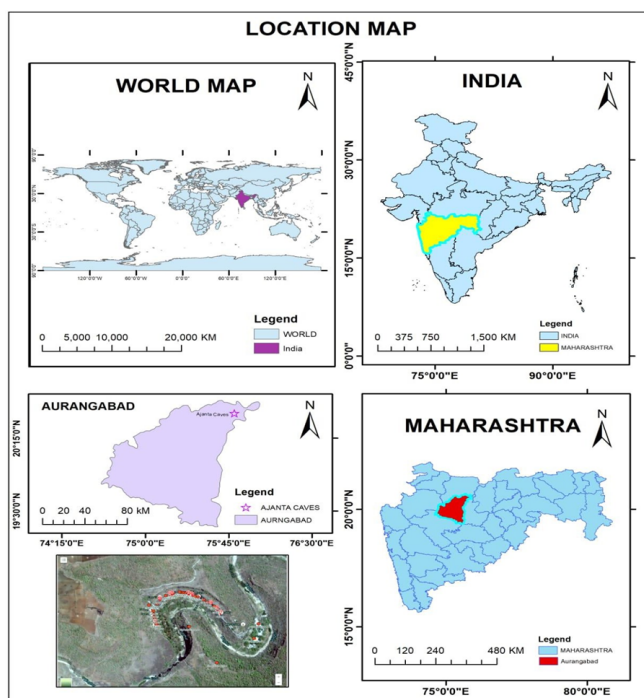 LOCATION MAP
WORLD MAP
N
120°0'0"W
60°0'0"W
0°0'0"
60°0'0"E
120°0'0"E
Legend
WORLD
India
0 5,000 10,000 20,000 KM
INDIA
N
45°0'0"N
30°0'0"N
15°0'0"N
0°0'0"
75°0'0"E
90°0'0"E
Legend
INDIA
MAHARASHTRA
0 375 750 1,500 KM
AURANGABAD
Ajanta Caves
N
20°15'N
19°30'0"N
Legend
AJANTA CAVES
AURNGABAD
0 20 40 80 KM
74°15'E
75°0'0"E
75°45'0"E
76°30'0"E
MAHARASHTRA
N
20°0'0"N
15°0'0"N
75°0'0"E
80°0'0"E
Legend
MAHARASHTRA
Aurangabad
0 120 240 480 KM